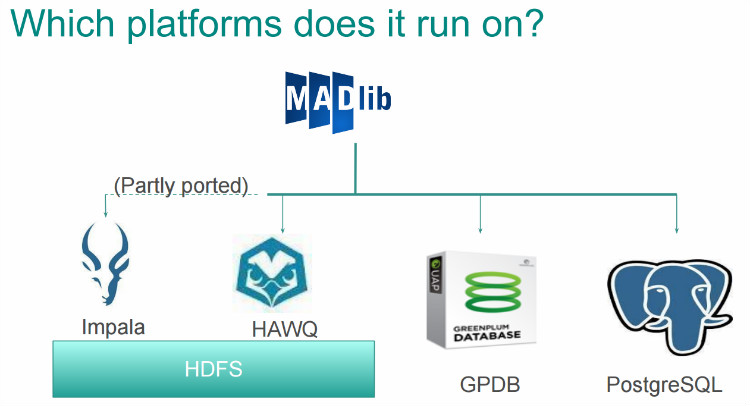 Which platforms does it run on?
MADlib
(Partly ported)
Impala
HAWQ
UAP
GREENPLUM
DATABASE
HDFS
GPDB
PostgreSQL